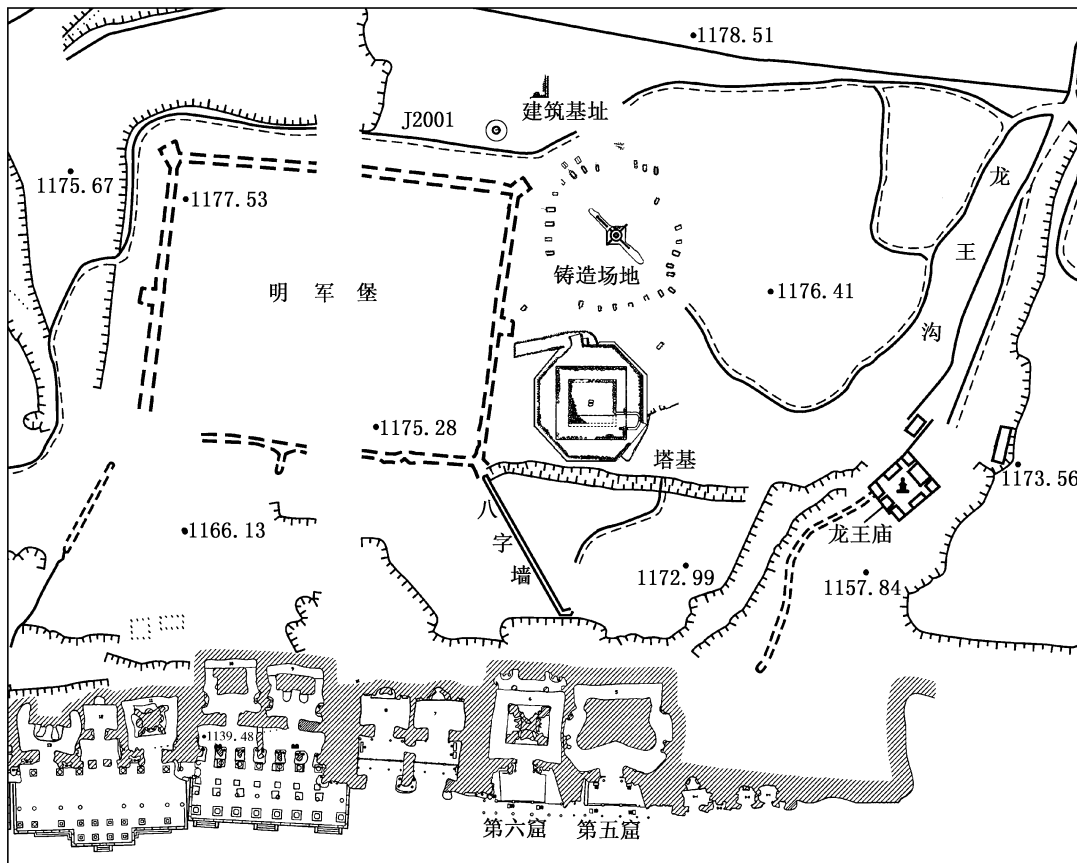 1178.51
建筑基址
J2001
龙王沟
1175.67
1177.53
铸造场地
明军堡
1176.41
1175.28
塔基
1173.56
八字墙
龙王庙
1166.13
1172.99
1157.84
1139.48
第六窟
第五窟